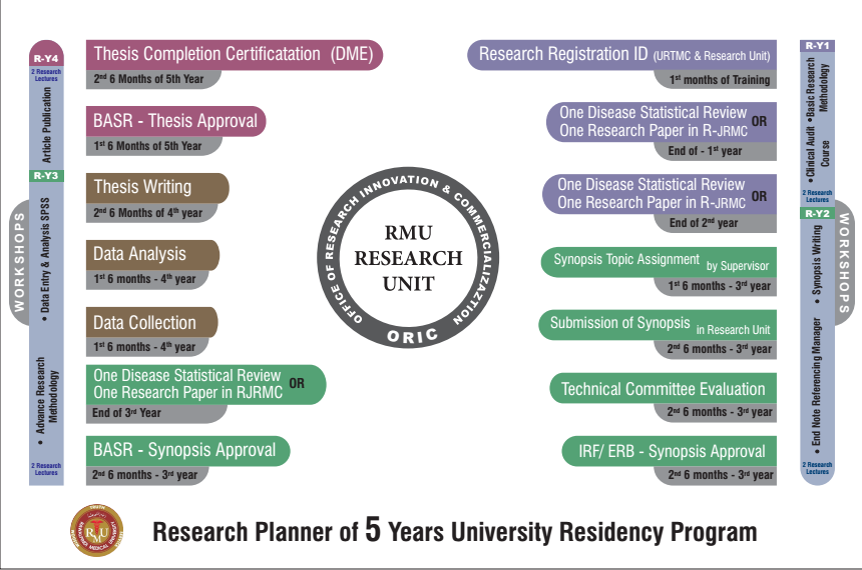 R-Y4
2 Research
Lectures
Article Publication
R-Y3
• Data Entry & Analysis SPSS
• Advance Research
Methodology
2 Research
Lectures
WORKSHOPS
Thesis Completion Certificatation (DME)
2nd 6 Months of 5th Year
BASR - Thesis Approval
1st 6 Months of 5th Year
Thesis Writing
2nd 6 Months of 4th year
Data Analysis
1st 6 months - 4th year
Data Collection
1st 6 months - 4th year
One Disease Statistical Review
One Research Paper in RJRMC OR
End of 3rd Year
BASR - Synopsis Approval
2nd 6 months - 3rd year
OFFICE OF RESEARCH INNOVATION & COMMERCIALIZAZTION
RMU
RESEARCH
UNIT
ORIC
Research Registration ID (URTMC & Research Unit)
1st months of Training
One Disease Statistical Review
One Research Paper in R-JRMC OR
End of - 1st year
One Disease Statistical Review
One Research Paper in R-JRMC OR
End of 2nd year
Synopsis Topic Assignment by Supervisor
1st 6 months - 3rd year
Submission of Synopsis in Research Unit
2nd 6 months - 3rd year
Technical Committee Evaluation
2nd 6 months - 3rd year
IRF/ ERB - Synopsis Approval
2nd 6 months - 3rd year
R-Y1
•Basic Research
Methodology
•Clinical Audit
Course
2 Research
Lectures
R-Y2
• Synopsis Writing
• End Note Referencing Manager
2 Research
Lectures
WORKSHOPS
RMU
Research Planner of 5 Years University Residency Program